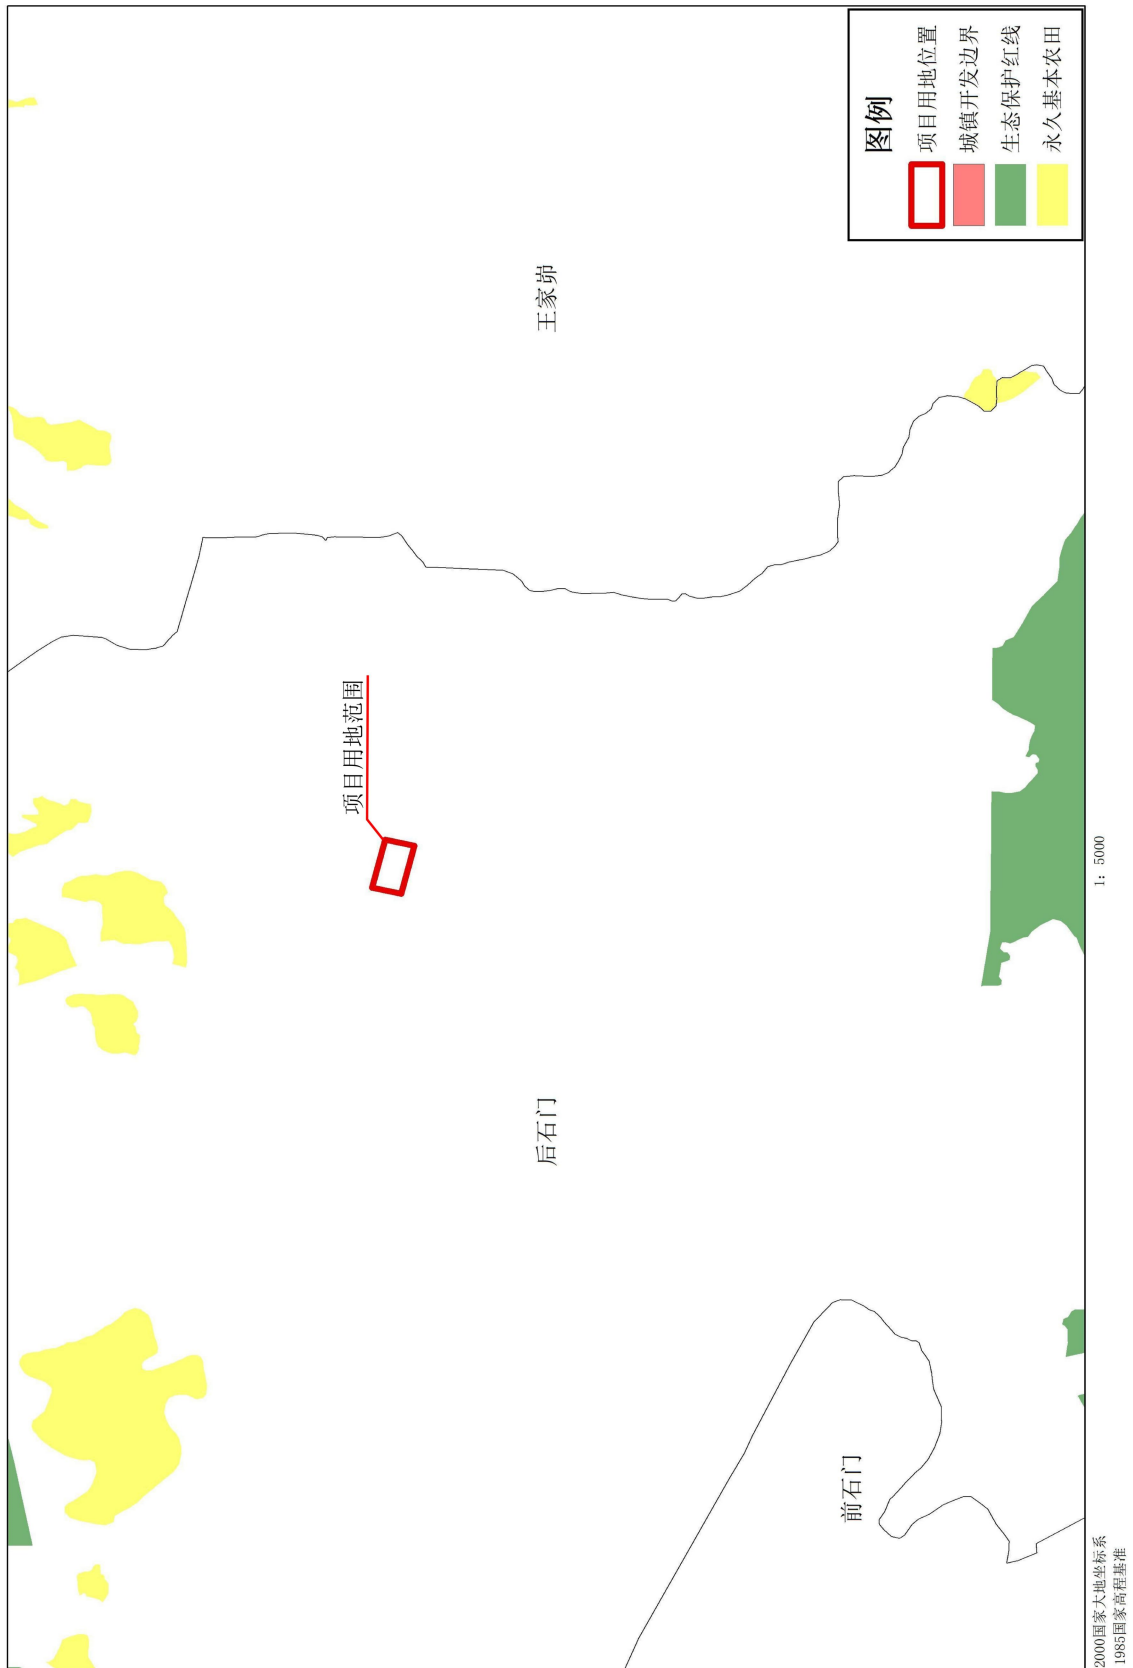 图例
项目用地位置
城镇开发边界
生态保护红线
永久基本农田
项目用地范围
王家峁
后石门
前石门
1: 5000
2000国家大地坐标系
1985国家高程基准